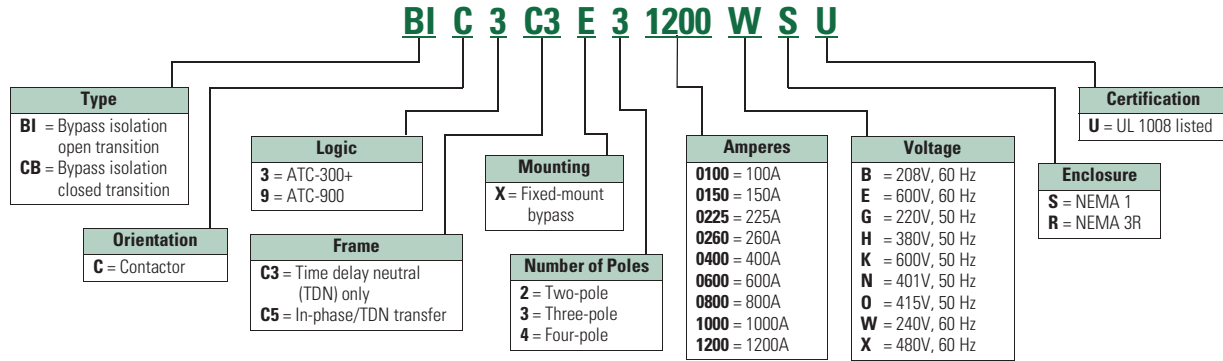 BI C 3 C3 E 3 1200 W S U
Type
BI = Bypass isolation
open transition
CB = Bypass isolation
closed transition
Orientation
C = Contactor
Logic
3 = ATC-300+
9 = ATC-900
Frame
C3 = Time delay neutral
(TDN) only
C5 = In-phase/TDN transfer
Mounting
X = Fixed-mount
bypass
Number of Poles
2 = Two-pole
3 = Three-pole
4 = Four-pole
Amperes
0100 = 100A
0150 = 150A
0225 = 225A
0260 = 260A
0400 = 400A
0600 = 600A
0800 = 800A
1000 = 1000A
1200 = 1200A
Voltage
B = 208V, 60 Hz
E = 600V, 60 Hz
G = 220V, 50 Hz
H = 380V, 50 Hz
K = 600V, 50 Hz
N = 401V, 50 Hz
O = 415V, 50 Hz
W = 240V, 60 Hz
X = 480V, 60 Hz
Enclosure
S = NEMA 1
R = NEMA 3R
Certification
U = UL 1008 listed